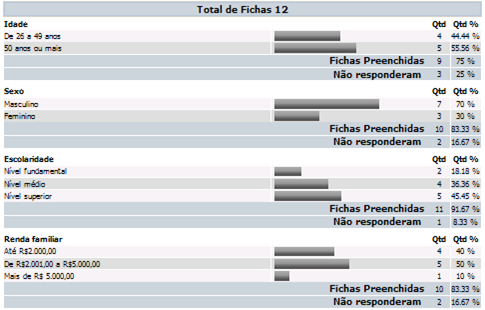 Total de Fichas 12
Idade Qtd Qtd %
De 26 a 49 anos 4 44.44 %
50 anos ou mais 5 55.56 %
Fichas Preenchidas 9 75 %
Não responderam 3 25 %
Sexo Qtd Qtd %
Masculino 7 70 %
Feminino 3 30 %
Fichas Preenchidas 10 83.33 %
Não responderam 2 16.67 %
Escolaridade Qtd Qtd %
Nível fundamental 2 18.18 %
Nível médio 4 36.36 %
Nível superior 5 45.45 %
Fichas Preenchidas 11 91.67 %
Não responderam 1 8.33 %
Renda familiar Qtd Qtd %
Até R$2.000,00 4 40 %
De R$2.001,00 a R$5.000,00 5 50 %
Mais de R$ 5.000,00 1 10 %
Fichas Preenchidas 10 83.33 %
Não responderam 2 16.67 %